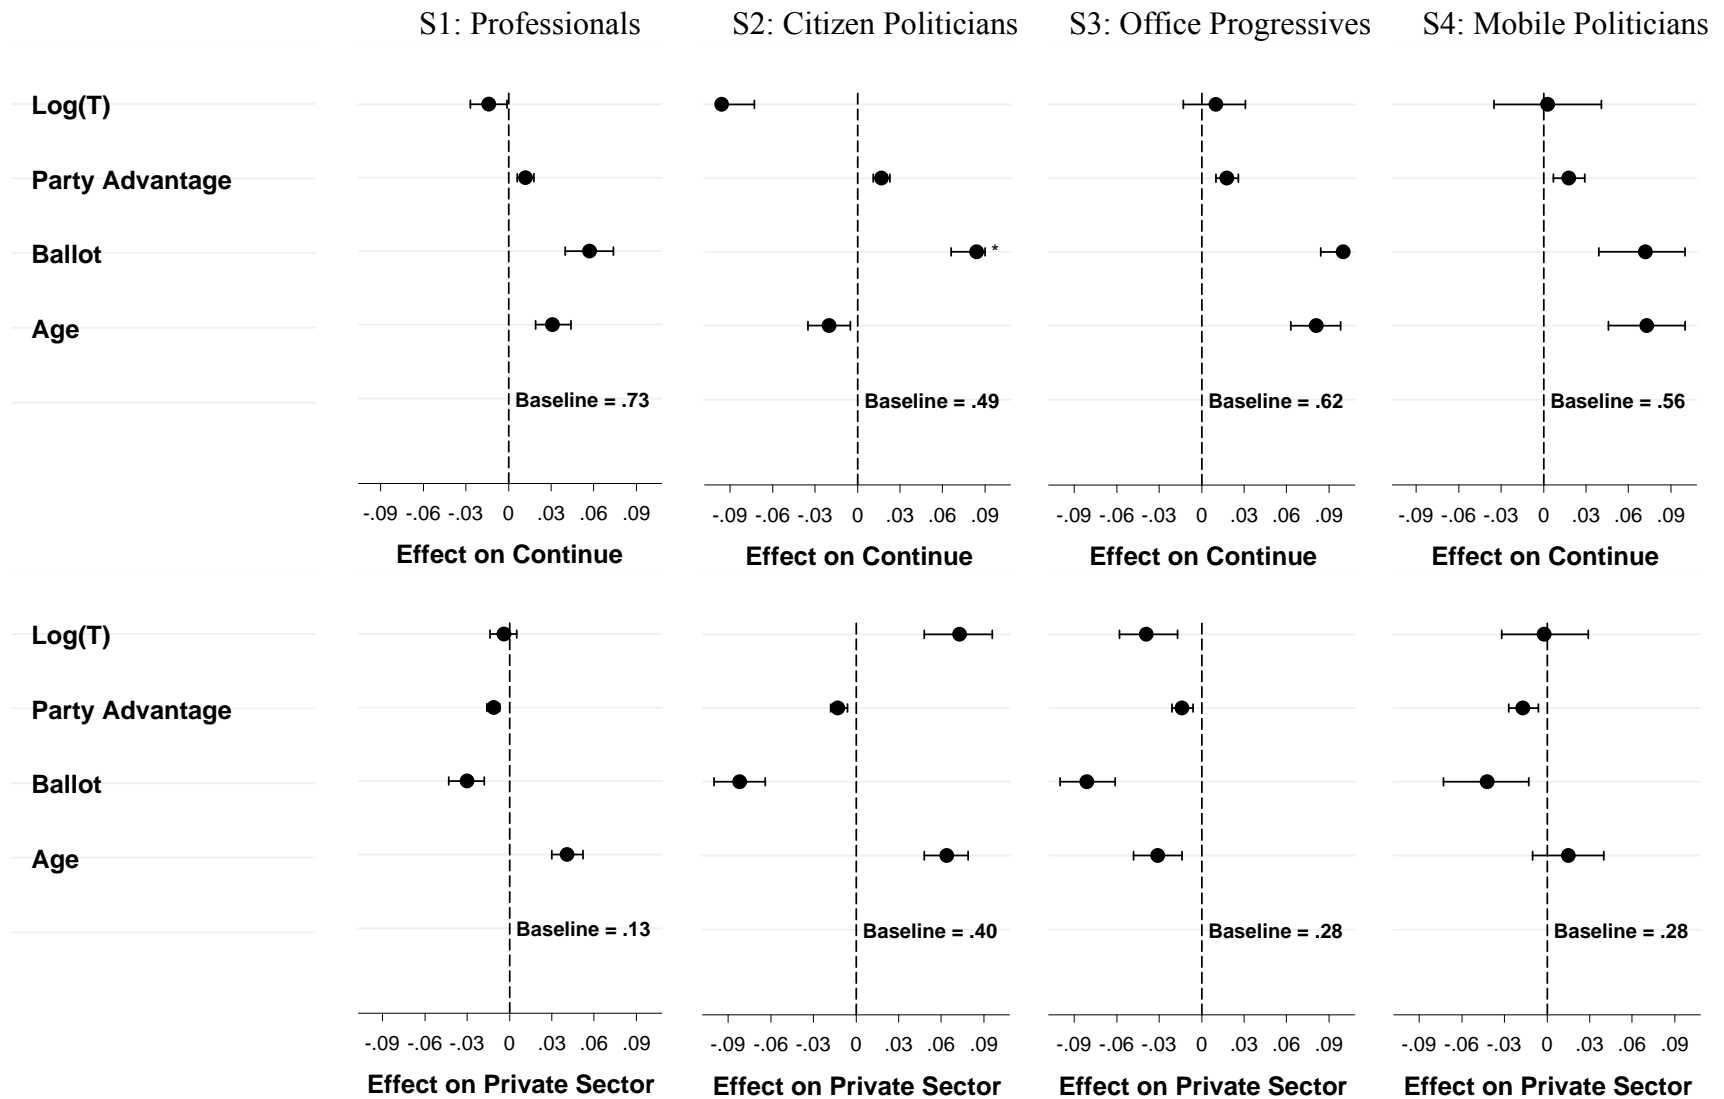 S1: Professionals S2: Citizen Politicians S3: Office Progressives S4: Mobile Politicians
Log(T)
Party Advantage
Ballot *
Age
Baseline = .73 Baseline = .49 Baseline = .62 Baseline = .56
-.09 -.06 -.03 0 .03 .06 .09 -.09 -.06 -.03 0 .03 .06 .09 -.09 -.06 -.03 0 .03 .06 .09 -.09 -.06 -.03 0 .03 .06 .09
Effect on Continue Effect on Continue Effect on Continue Effect on Continue
Log(T)
Party Advantage
Ballot
Age
Baseline = .13 Baseline = .40 Baseline = .28 Baseline = .28
-.09 -.06 -.03 0 .03 .06 .09 -.09 -.06 -.03 0 .03 .06 .09 -.09 -.06 -.03 0 .03 .06 .09 -.09 -.06 -.03 0 .03 .06 .09
Effect on Private Sector Effect on Private Sector Effect on Private Sector Effect on Private Sector